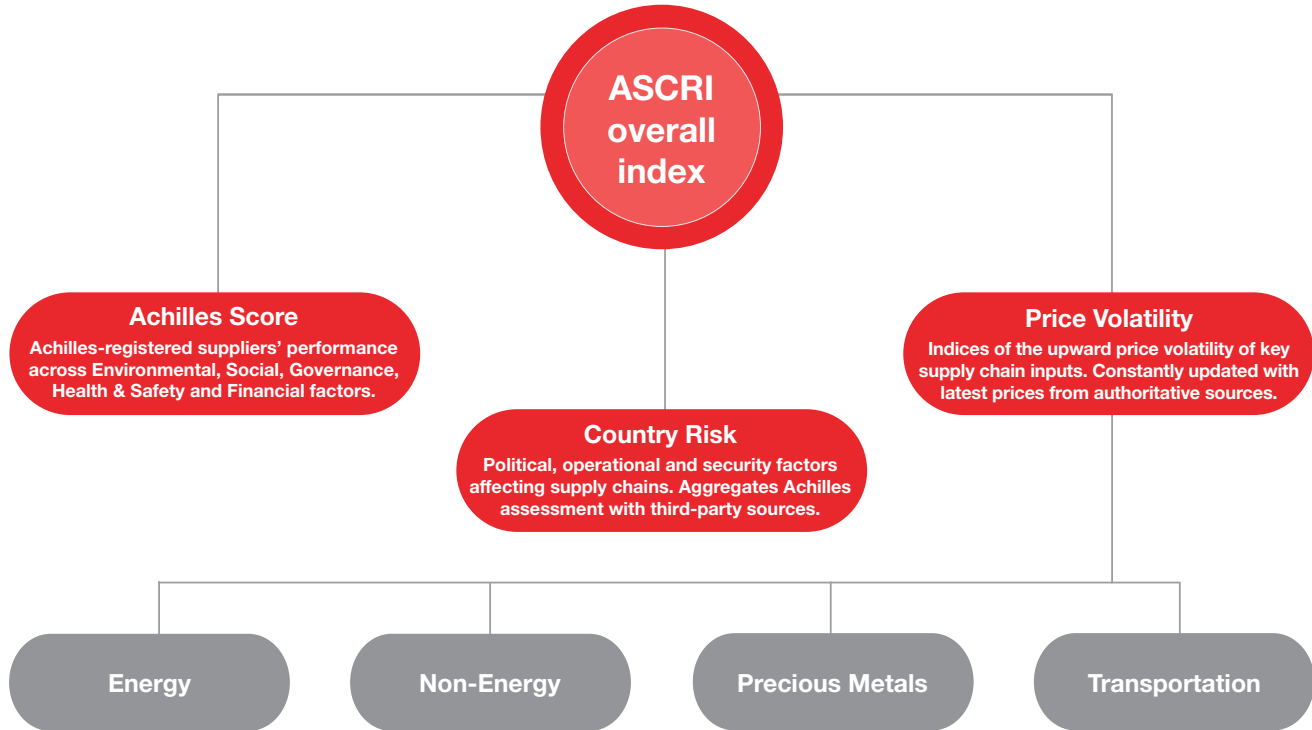 ASCRI
overall
index
Achilles Score
Achilles-registered suppliers’ performance
across Environmental, Social, Governance,
Health & Safety and Financial factors.
Country Risk
Political, operational and security factors
affecting supply chains. Aggregates Achilles
assessment with third-party sources.
Price Volatility
Indices of the upward price volatility of key
supply chain inputs. Constantly updated with
latest prices from authoritative sources.
Energy
Non-Energy
Precious Metals
Transportation